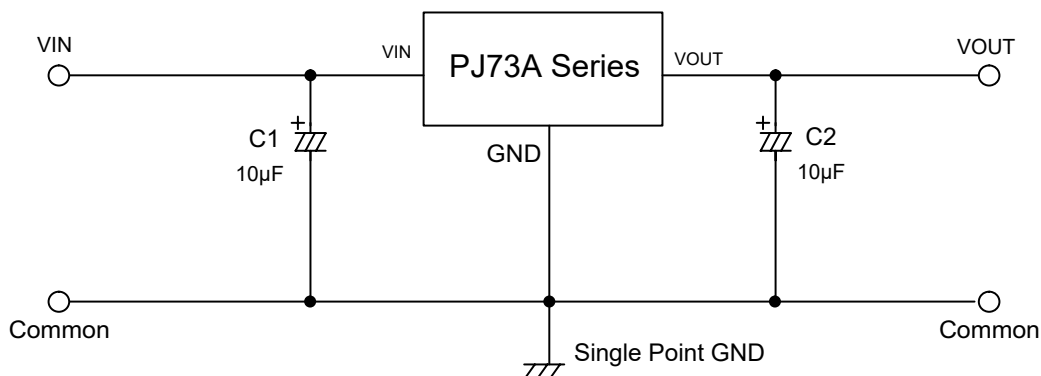 VIN
VIN
PJ73A Series
VOUT
VOUT
+
C1
10µF
GND
+
C2
10µF
Common
Common
Single Point GND